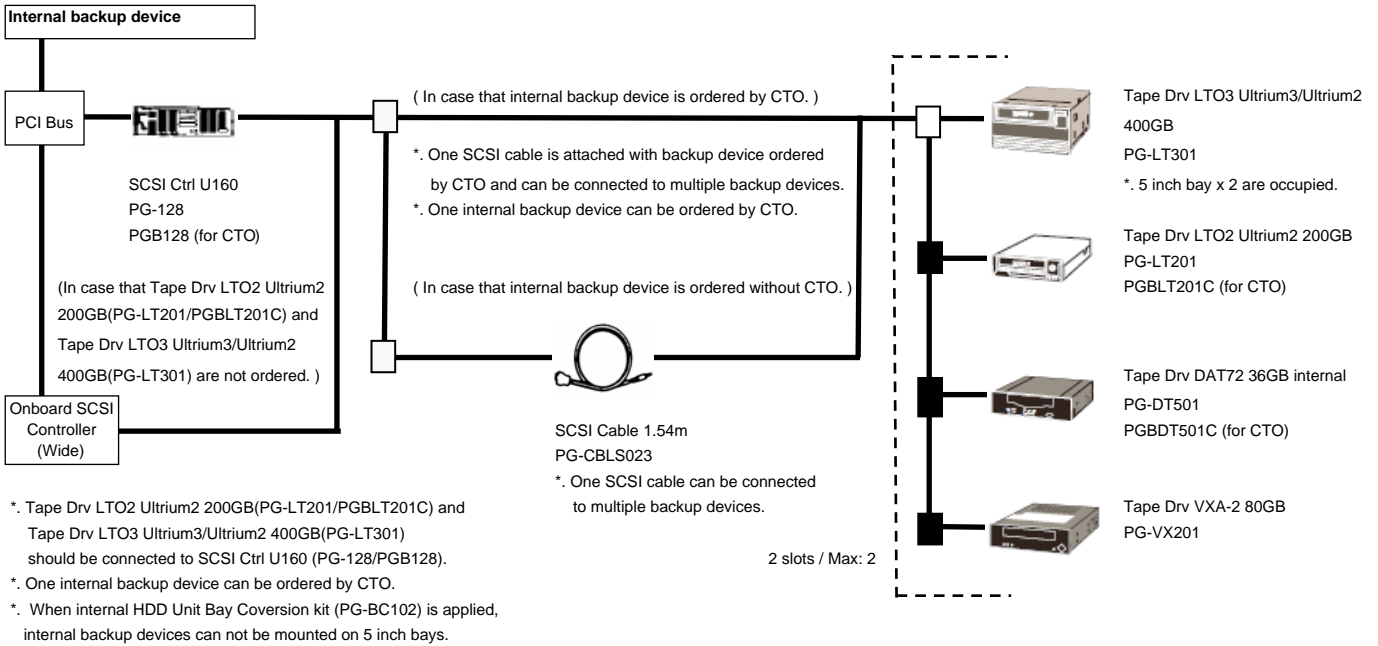 Internal backup device
PCI Bus
SCSI Ctrl U160
PG-128
PGB128 (for CTO)
(In case that Tape Drv LTO2 Ultrium2
200GB(PG-LT201/PGBLT201C) and
Tape Drv LTO3 Ultrium3/Ultrium2
400GB(PG-LT301) are not ordered. )
Onboard SCSI
Controller
(Wide)
( In case that internal backup device is ordered by CTO. )
*. One SCSI cable is attached with backup device ordered
by CTO and can be connected to multiple backup devices.
*. One internal backup device can be ordered by CTO.
( In case that internal backup device is ordered without CTO. )
SCSI Cable 1.54m
PG-CBLS023
*. One SCSI cable can be connected
to multiple backup devices.
2 slots / Max: 2
Tape Drv LTO3 Ultrium3/Ultrium2
400GB
PG-LT301
*. 5 inch bay x 2 are occupied.
Tape Drv LTO2 Ultrium2 200GB
PG-LT201
PGBLT201C (for CTO)
Tape Drv DAT72 36GB internal
PG-DT501
PGBDT501C (for CTO)
Tape Drv VXA-2 80GB
PG-VX201
*. Tape Drv LTO2 Ultrium2 200GB(PG-LT201/PGBLT201C) and
Tape Drv LTO3 Ultrium3/Ultrium2 400GB(PG-LT301)
should be connected to SCSI Ctrl U160 (PG-128/PGB128).
*. One internal backup device can be ordered by CTO.
*. When internal HDD Unit Bay Coversion kit (PG-BC102) is applied,
internal backup devices can not be mounted on 5 inch bays.